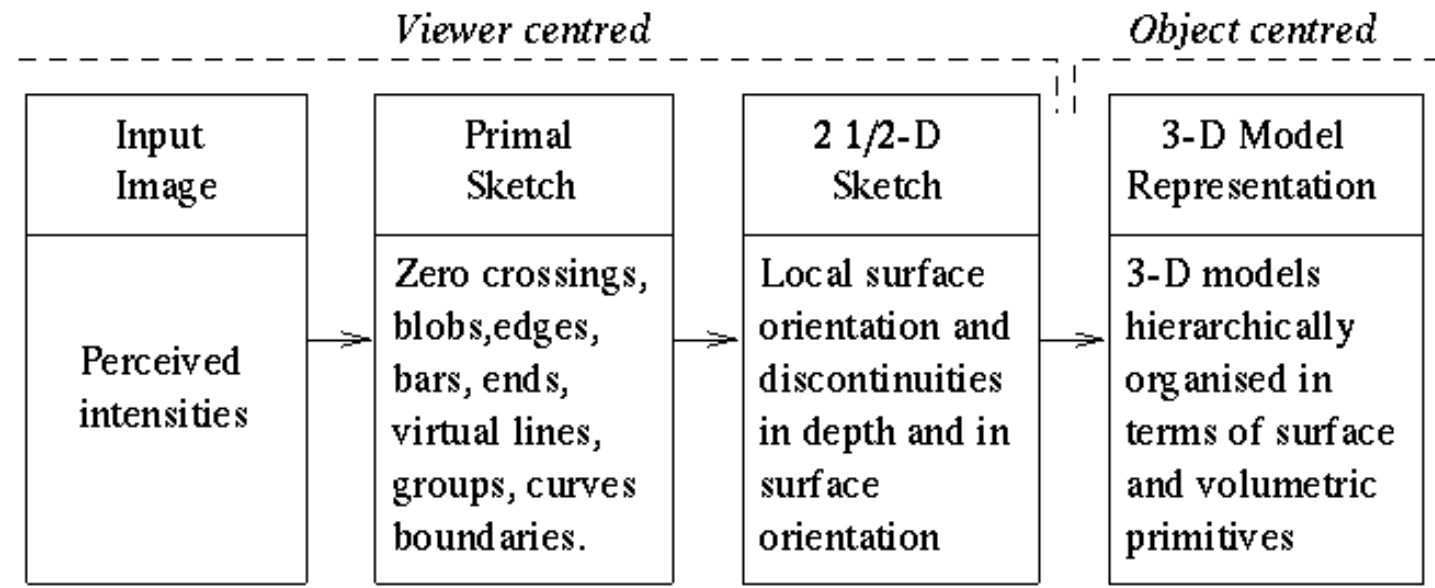 Viewer centred
Object centred
Input
Image
Perceived
intensities
Primal
Sketch
Zero crossings,
blobs,edges,
bars, ends,
virtual lines,
groups, curves
boundaries.
2 1/2-D
Sketch
Local surface
orientation and
discontinuities
in depth and in
surface
orientation
3-D Model
Representation
3-D models
hierarchically
organised in
terms of surface
and volumetric
primitives